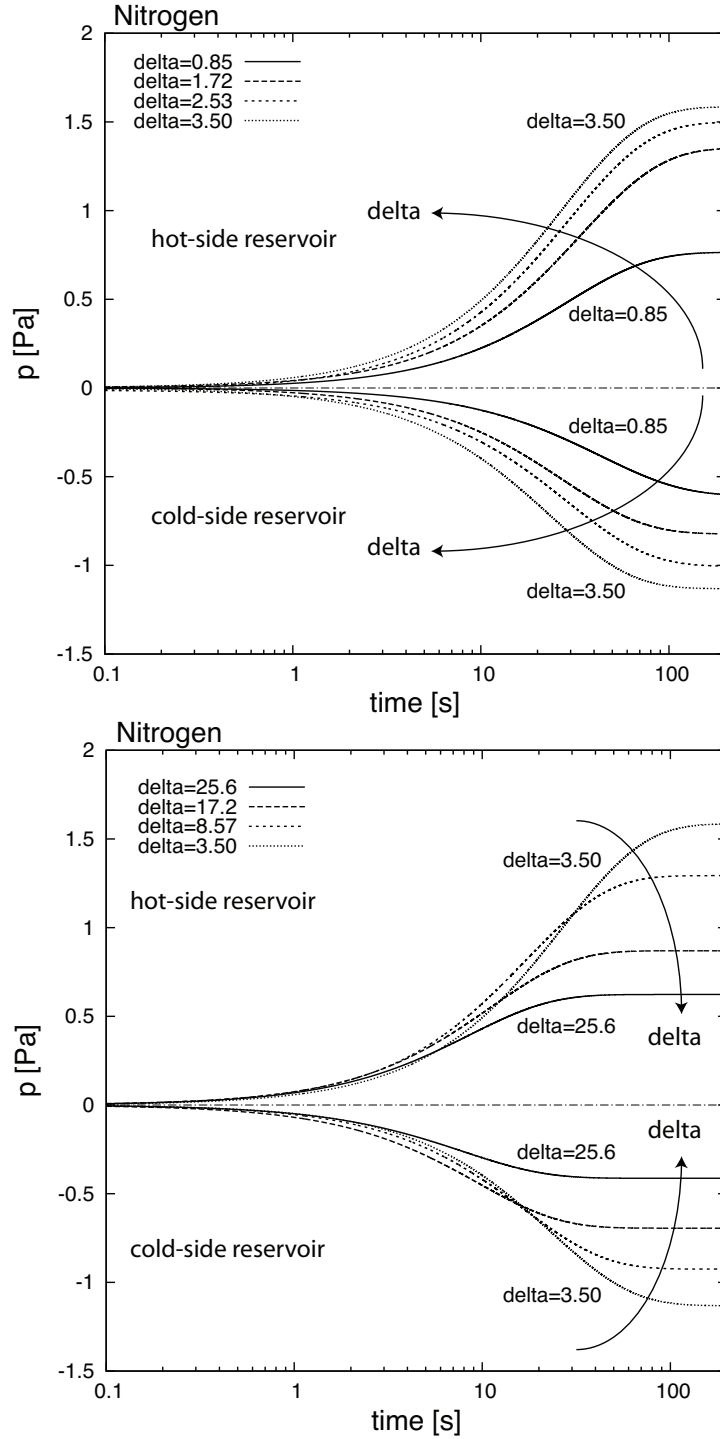 Nitrogen
2
delta=0.85
delta=1.72
delta=2.53
delta=3.50
delta=3.50
1.5
delta
1
hot-side reservoir
0.5
delta=0.85
p [Pa]
0
delta=0.85
-0.5
cold-side reservoir
delta
-1
delta=3.50
-1.5
0.1
1
10
100
time [s]
Nitrogen
2
delta=25.6
delta=17.2
delta=8.57
delta=3.50
1.5
delta=3.50
hot-side reservoir
1
0.5
delta=25.6
delta
p [Pa]
0
delta
delta=25.6
-0.5
cold-side reservoir
-1
delta=3.50
-1.5
0.1
1
10
100
time [s]